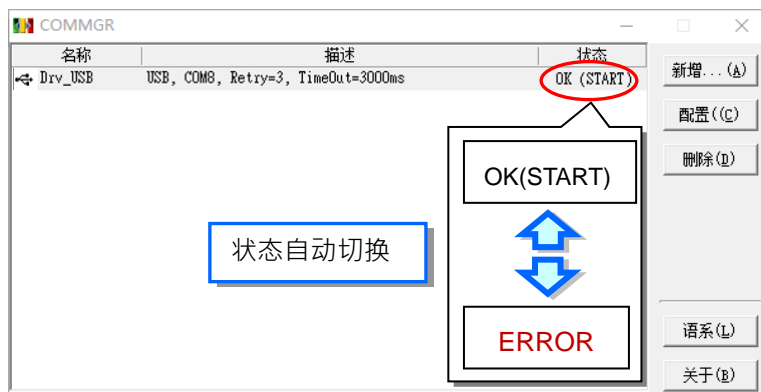 COMMGR
名称 描述 状态
Drv_USB USB, COM8, Retry=3, TimeOut=3000ms OK (START)
新增...(A)
配置((C)
删除(D)
OK(START)
状态自动切换
ERROR
语系(L)
关于(B)